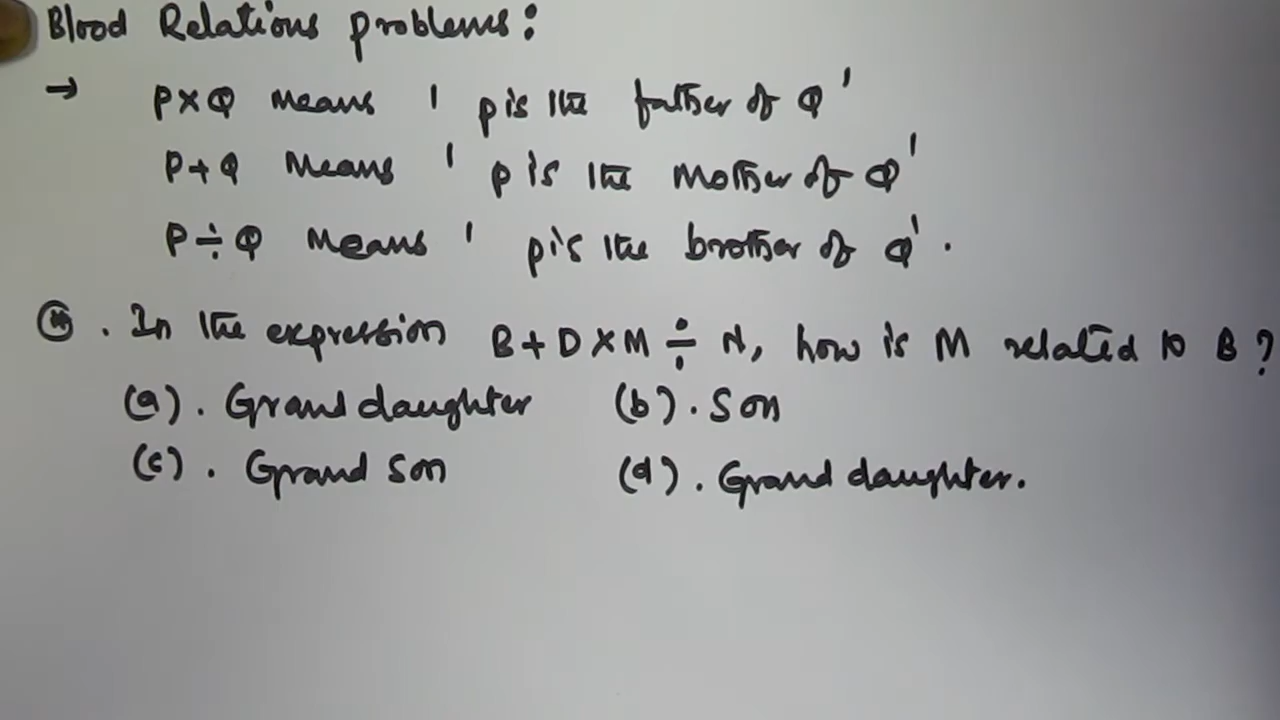 Blood Relations problems:
→ P×Q Means ' P is the father of Q'
P+Q Means ' P is the Mother of Q'
P÷Q Means ' P is the brother of Q'.
Q. In the expression B+D×M÷N, how is M related to B?
(a). Grand daughter (b). Son
(c). Grand Son (d). Grand daughter.